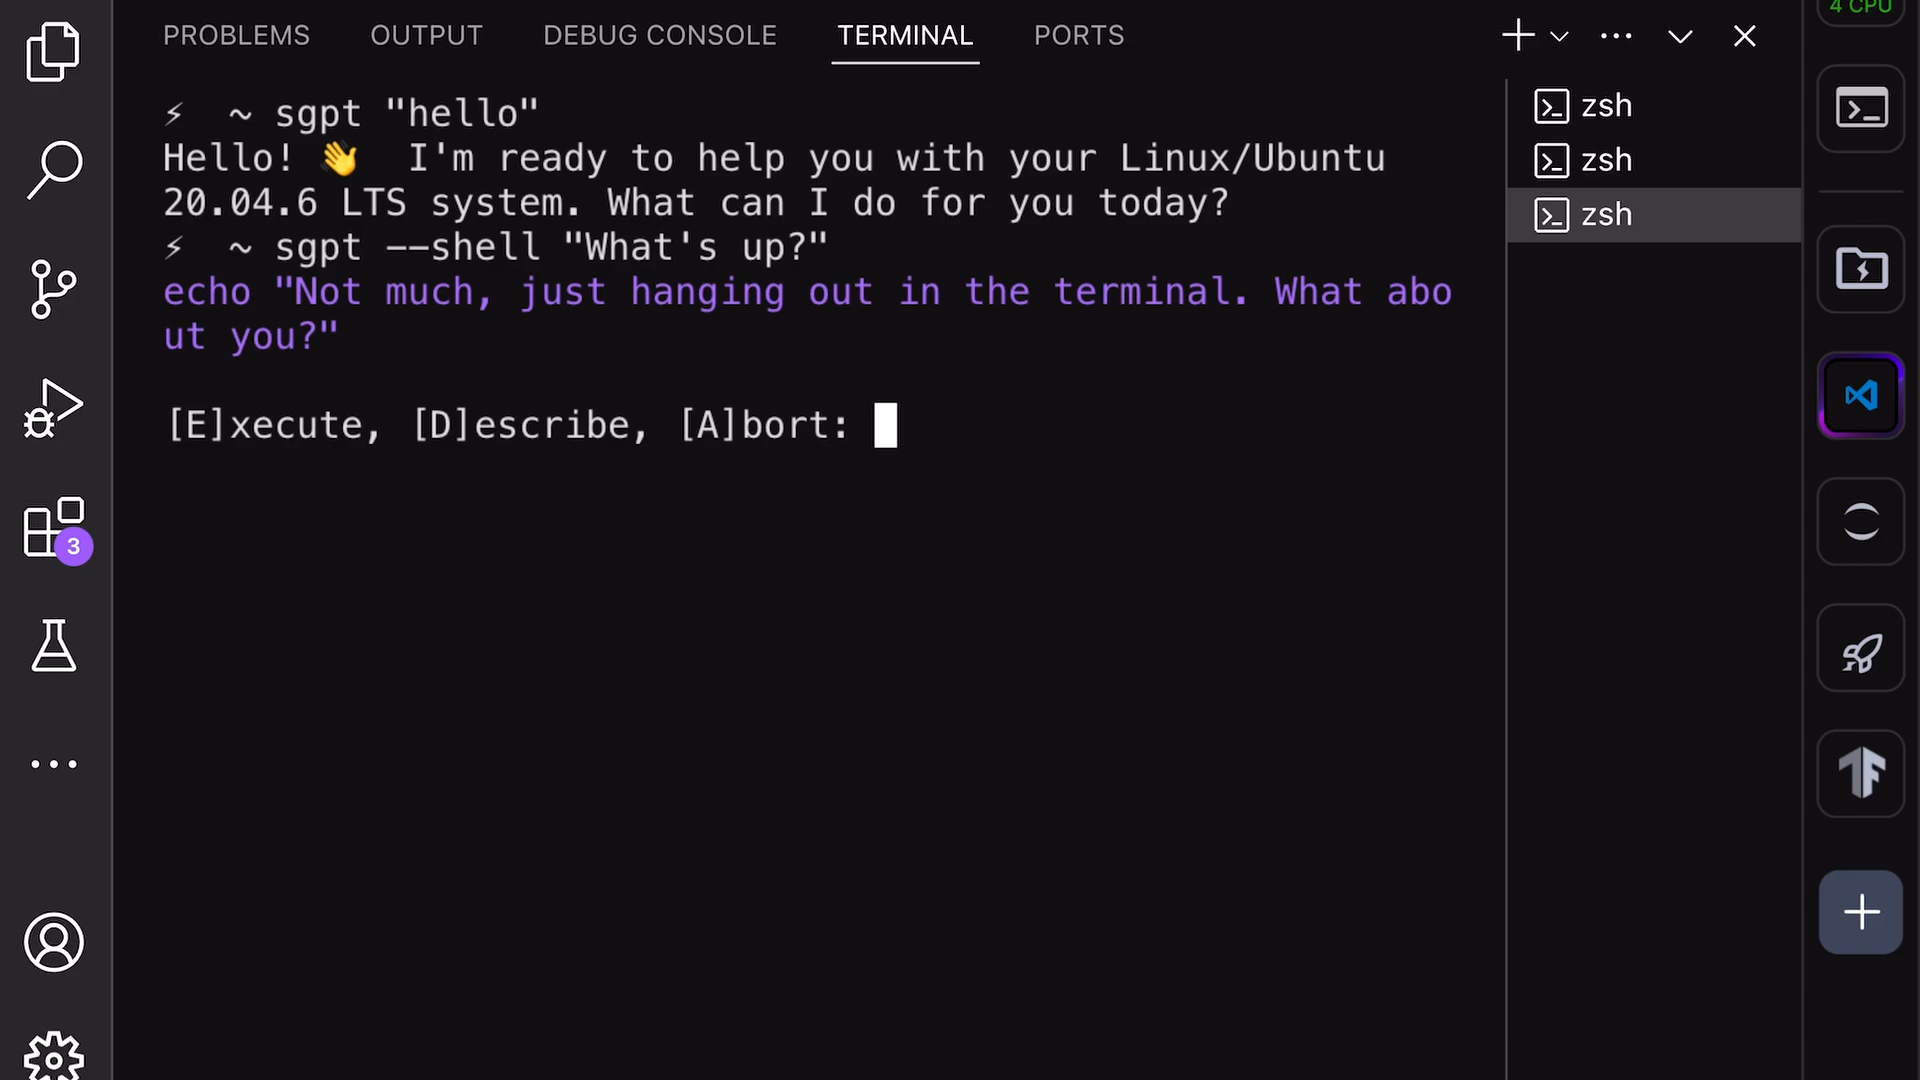 4 CPU
PROBLEMS OUTPUT DEBUG CONSOLE TERMINAL PORTS
⚡ ~ sgpt "hello"
Hello! 👋 I'm ready to help you with your Linux/Ubuntu
20.04.6 LTS system. What can I do for you today?
⚡ ~ sgpt --shell "What's up?"
echo "Not much, just hanging out in the terminal. What abo
ut you?"
[E]xecute, [D]escribe, [A]bort:
zsh
zsh
zsh
3